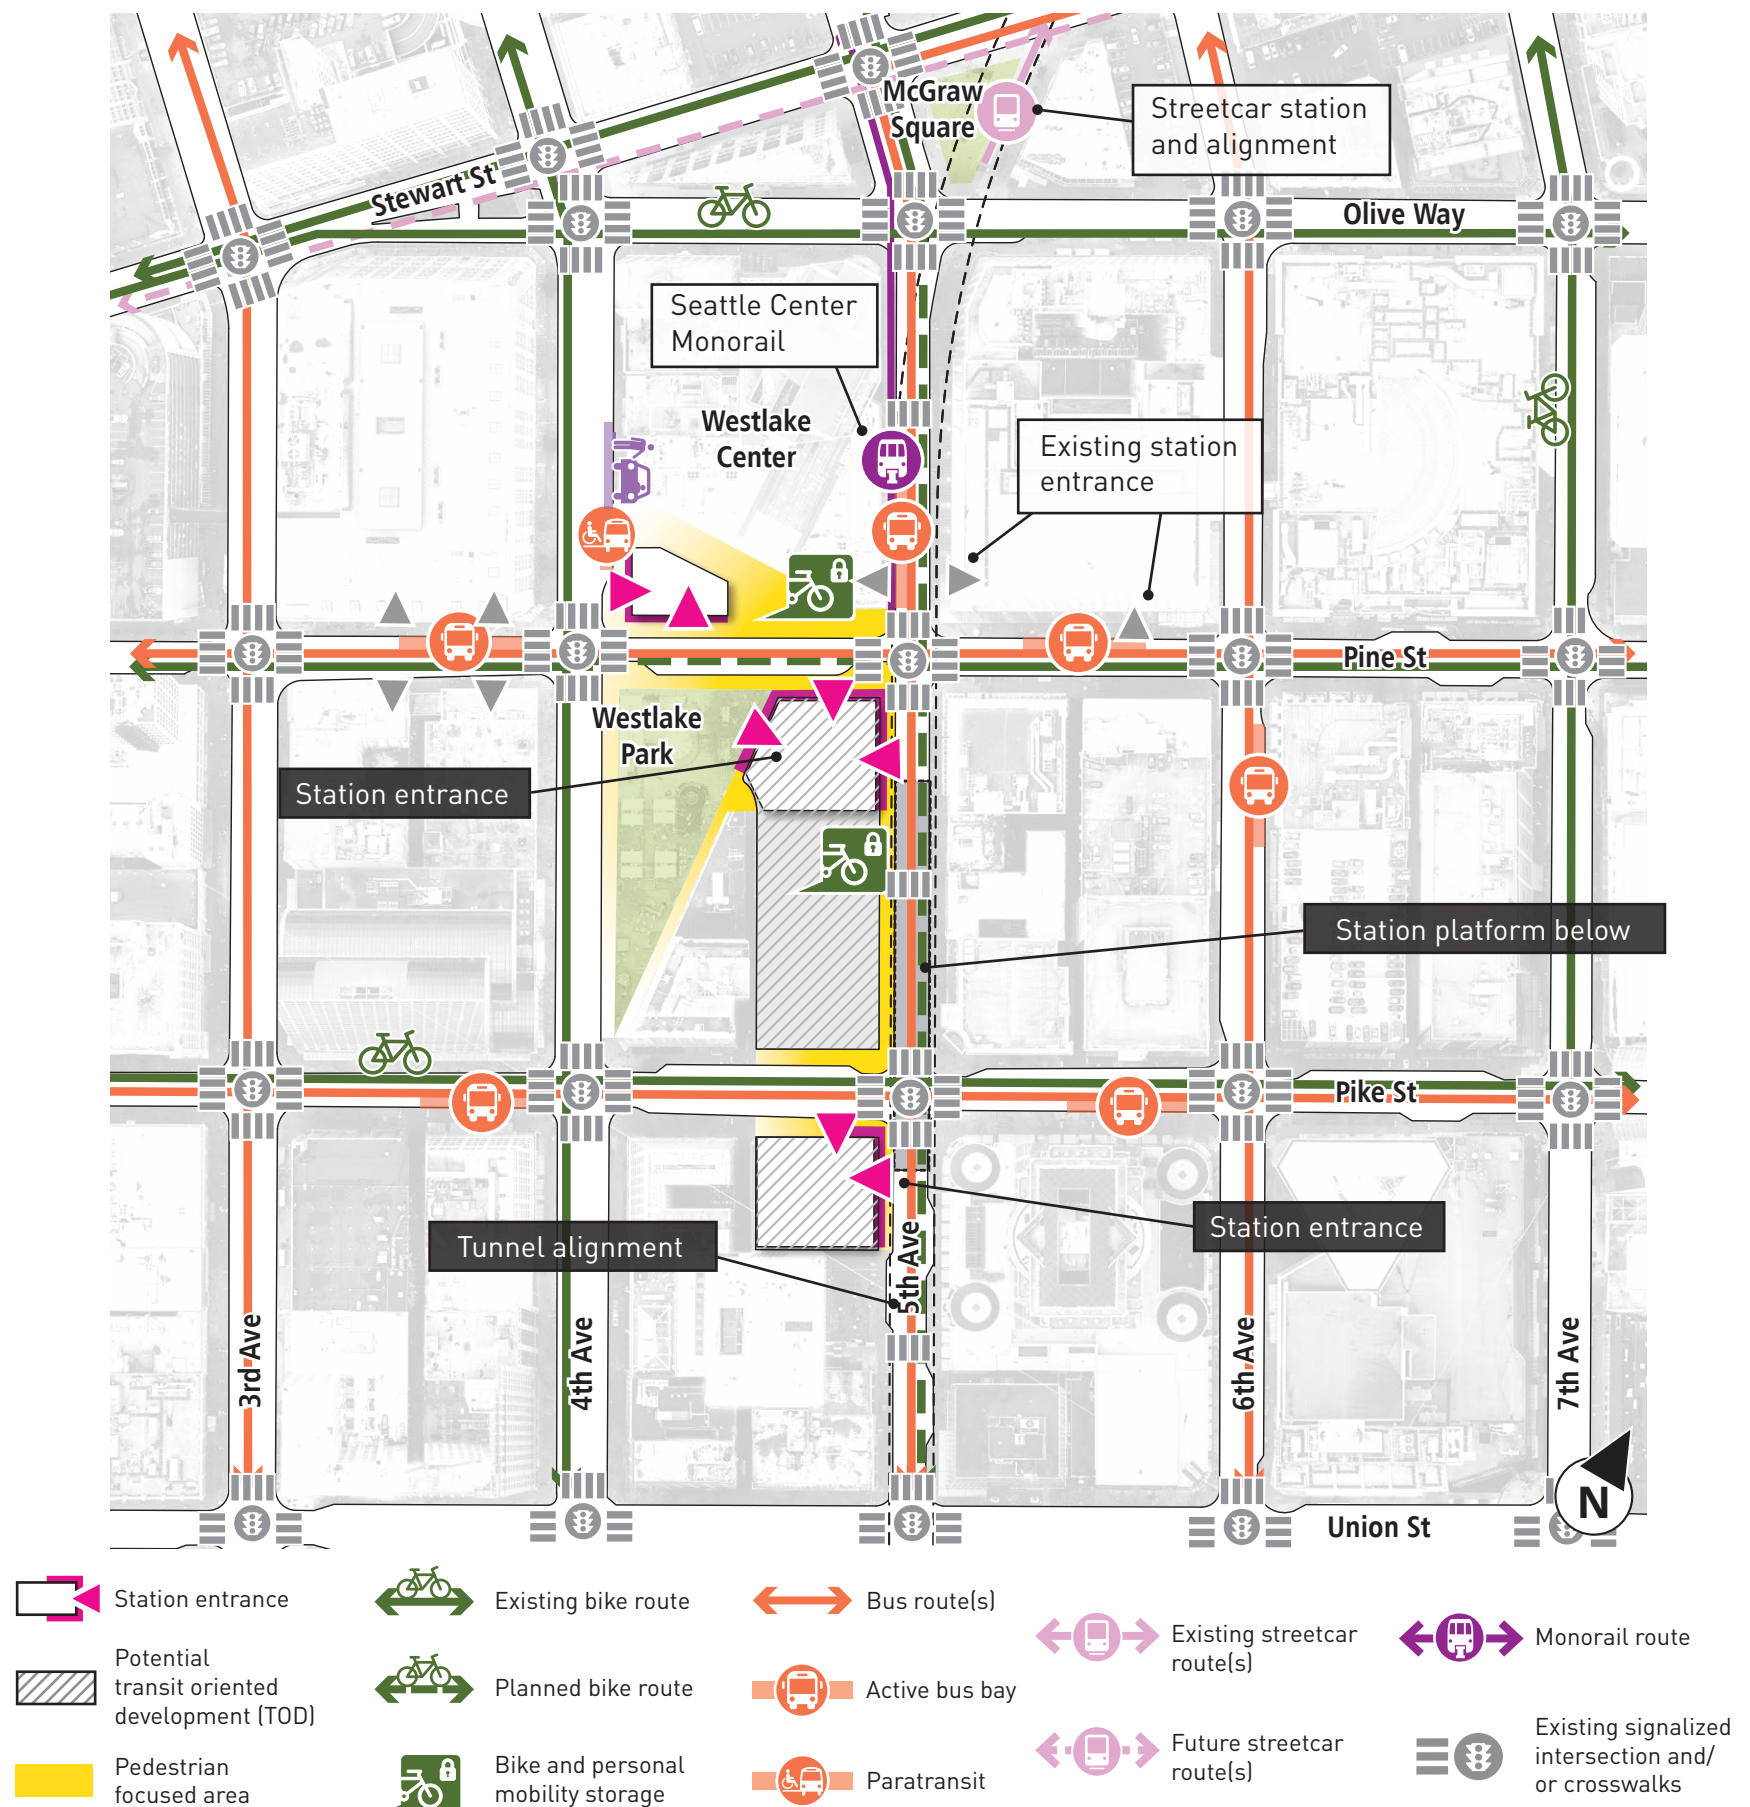 McGraw
Square
Streetcar station
and alignment
Stewart St
Olive Way
Seattle Center
Monorail
Westlake
Center
Existing station
entrance
Pine St
Westlake
Park
Station entrance
Station platform below
Pike St
Station entrance
Tunnel alignment
5th Ave
3rd Ave
4th Ave
6th Ave
7th Ave
N
Union St
Station entrance
Potential
transit oriented
development (TOD)
Pedestrian
focused area
Existing bike route
Planned bike route
Bike and personal
mobility storage
Bus route(s)
Active bus bay
Paratransit
Existing streetcar
route(s)
Future streetcar
route(s)
Monorail route
Existing signalized
intersection and/
or crosswalks